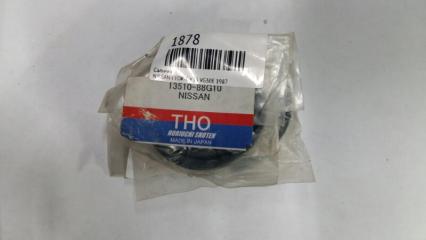 1878
13510-88G10
NISSAN
THO
HORIUCHI SHOTEN
MADE IN JAPAN